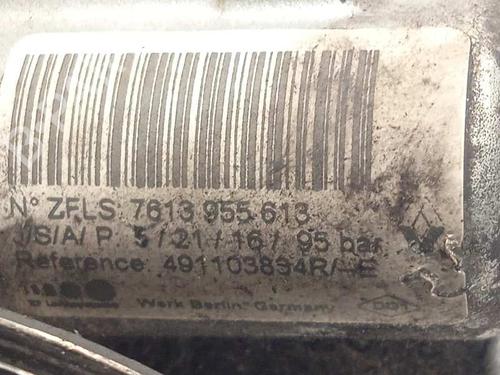 N° ZFLS 7613 955 613
J/S/A/ P 5 / 21 / 16 / 95 bar
Reference 491103834R/-E
Werk Berlin Germany